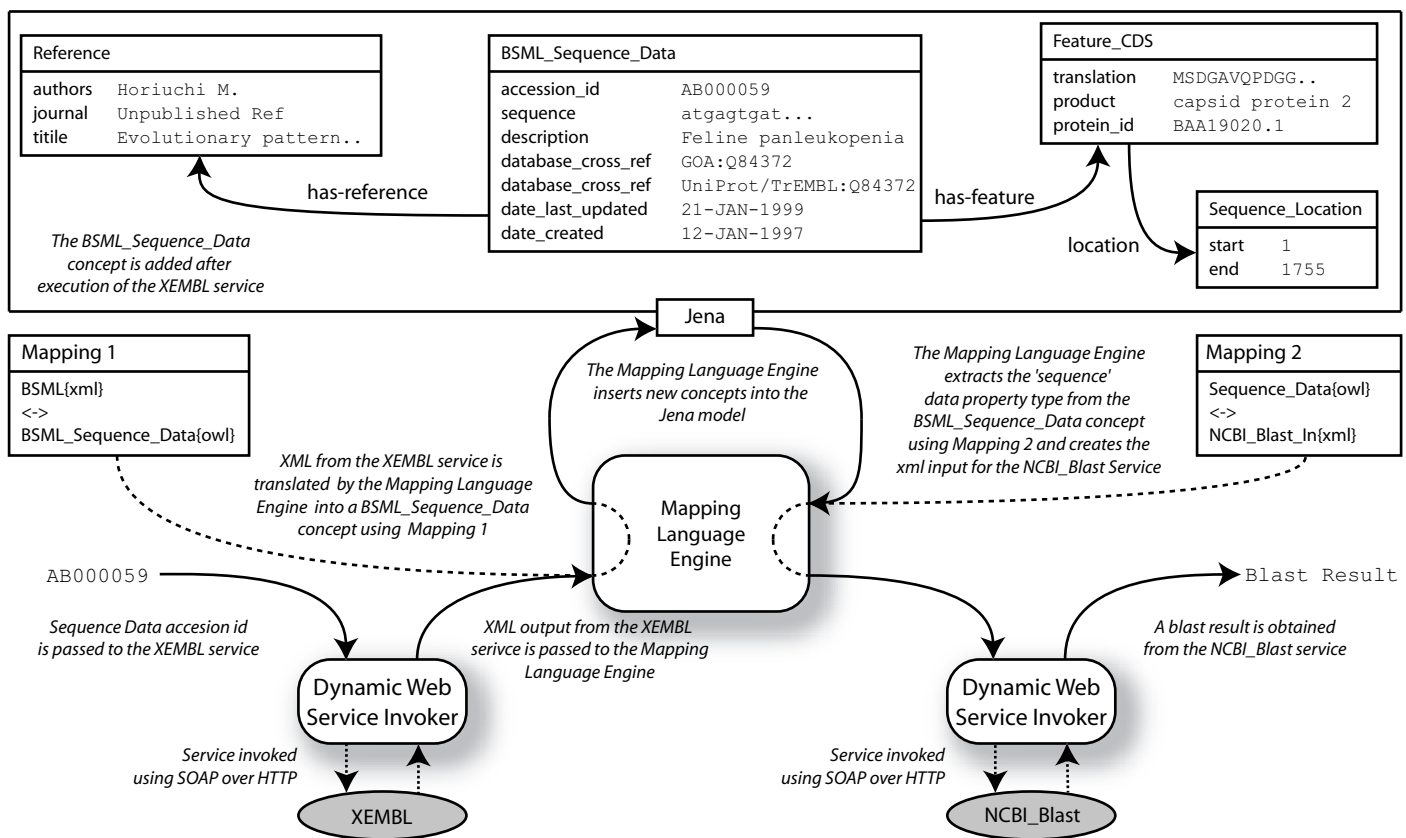 Reference
authors Horiuchi M.
journal Unpublished Ref
titile Evolutionary pattern..
BSML_Sequence_Data
accession_id AB000059
sequence atgagtgat...
description Feline panleukopenia
database_cross_ref GOA:Q84372
database_cross_ref UniProt/TrEMBL:Q84372
date_last_updated 21-JAN-1999
date_created 12-JAN-1997
Feature_CDS
translation MSDGAVQPDGG..
product capsid protein 2
protein_id BAA19020.1
has-reference
has-feature
Sequence_Location
start 1
end 1755
location
The BSML_Sequence_Data
concept is added after
execution of the XEMBL service
Jena
Mapping 1
BSML{xml}
<->
BSML_Sequence_Data{owl}
The Mapping Language Engine
inserts new concepts into the
Jena model
The Mapping Language Engine
extracts the 'sequence'
data property type from the
BSML_Sequence_Data concept
using Mapping 2 and creates the
xml input for the NCBI_Blast Service
Mapping 2
Sequence_Data{owl}
<->
NCBI_Blast_In{xml}
XML from the XEMBL service is
translated by the Mapping Language
Engine into a BSML_Sequence_Data
concept using Mapping 1
Mapping
Language
Engine
AB000059
Blast Result
Sequence Data accesion id
is passed to the XEMBL service
XML output from the XEMBL
serivce is passed to the Mapping
Language Engine
A blast result is obtained
from the NCBI_Blast service
Dynamic Web
Service Invoker
Dynamic Web
Service Invoker
Service invoked
using SOAP over HTTP
Service invoked
using SOAP over HTTP
XEMBL
NCBI_Blast